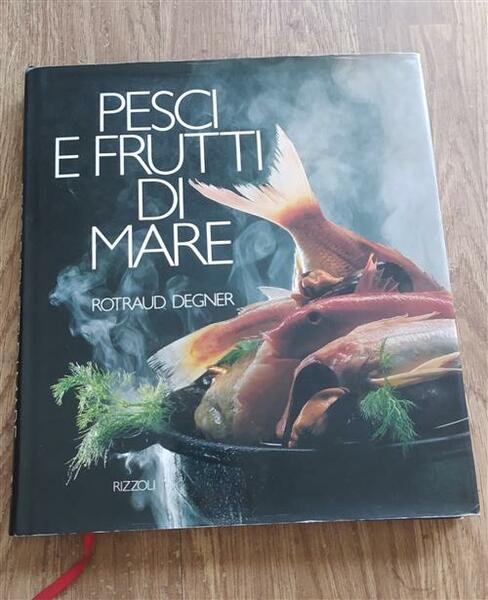 PESCI
E FRUTTI
DI
MARE
ROTRAUD DEGNER
RIZZOLI